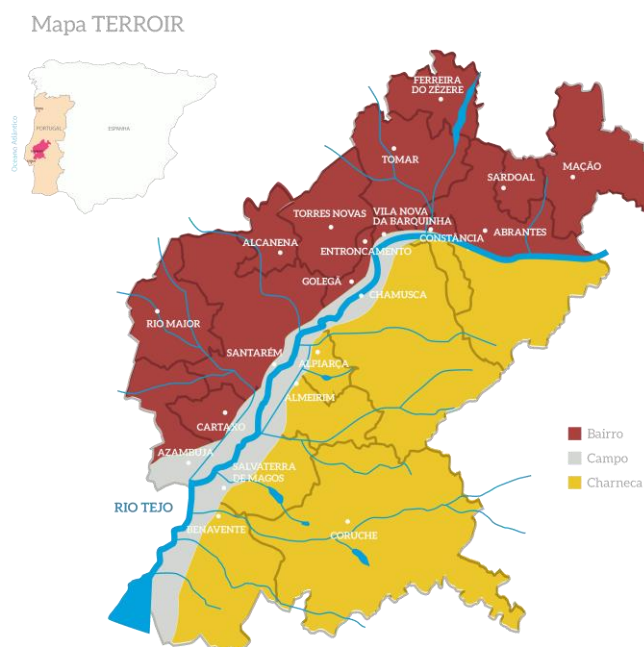 Mapa TERROIR
PORTUGAL
ESPANHA
Oceano Atlântico
FERREIRA
DO ZÊZERE
TOMAR
SARDOAL
MAÇÃO
TORRES NOVAS
VILA NOVA
DA BARQUINHA
ALCANENA
ENTRONCAMENTO
CONSTÂNCIA
ABRANTES
GOLEGÃ
CHAMUSCA
RIO MAIOR
SANTARÉM
ALPIARÇA
ALMEIRIM
CARTAXO
AZAMBUJA
SALVATERRA
DE MAGOS
RIO TEJO
BENAVENTE
CORUCHE
Bairro
Campo
Charneca